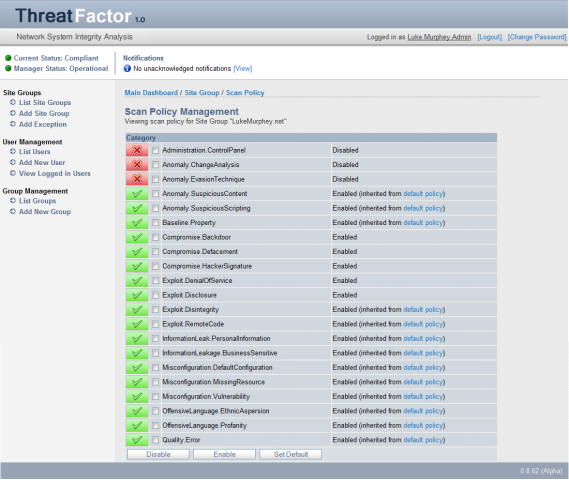 ThreatFactor 1.0
Network System Integrity Analysis
Logged in as Luke.Murphey.Admin [Logout] [Change Password]
Current Status: Compliant
Manager Status: Operational
Notifications
No unacknowledged notifications [View]
Site Groups
List Site Groups
Add Site Group
Add Exception
User Management
List Users
Add New User
View Logged in Users
Group Management
List Groups
Add New Group
Main Dashboard / Site Group / Scan Policy
Scan Policy Management
Viewing scan policy for Site Group "LukeMurphey.net"
Category
Administration.ControlPanel Disabled
Anomaly.ChangeAnalysis Disabled
Anomaly.EvasionTechnique Disabled
Anomaly.SuspiciousContent Enabled (inherited from default policy)
Anomaly.SuspiciousScripting Enabled (inherited from default policy)
Baseline.Property Enabled (inherited from default policy)
Compromise.Backdoor Enabled
Compromise.Defacement Enabled
Compromise.HackerSignature Enabled
Exploit.DenialOfService Enabled
Exploit.Disclosure Enabled
Exploit.Disintegrity Enabled (inherited from default policy)
Exploit.RemoteCode Enabled (inherited from default policy)
InformationLeak.PersonalInformation Enabled (inherited from default policy)
InformationLeakage.BusinessSensitive Enabled (inherited from default policy)
Misconfiguration.DefaultConfiguration Enabled (inherited from default policy)
Misconfiguration.MissingResource Enabled (inherited from default policy)
Misconfiguration.Vulnerability Enabled (inherited from default policy)
OffensiveLanguage.EthnicAspersion Enabled (inherited from default policy)
OffensiveLanguage.Profanity Enabled (inherited from default policy)
Quality.Error Enabled (inherited from default policy)
Disable Enable Set Default
0.8.62 (Alpha)